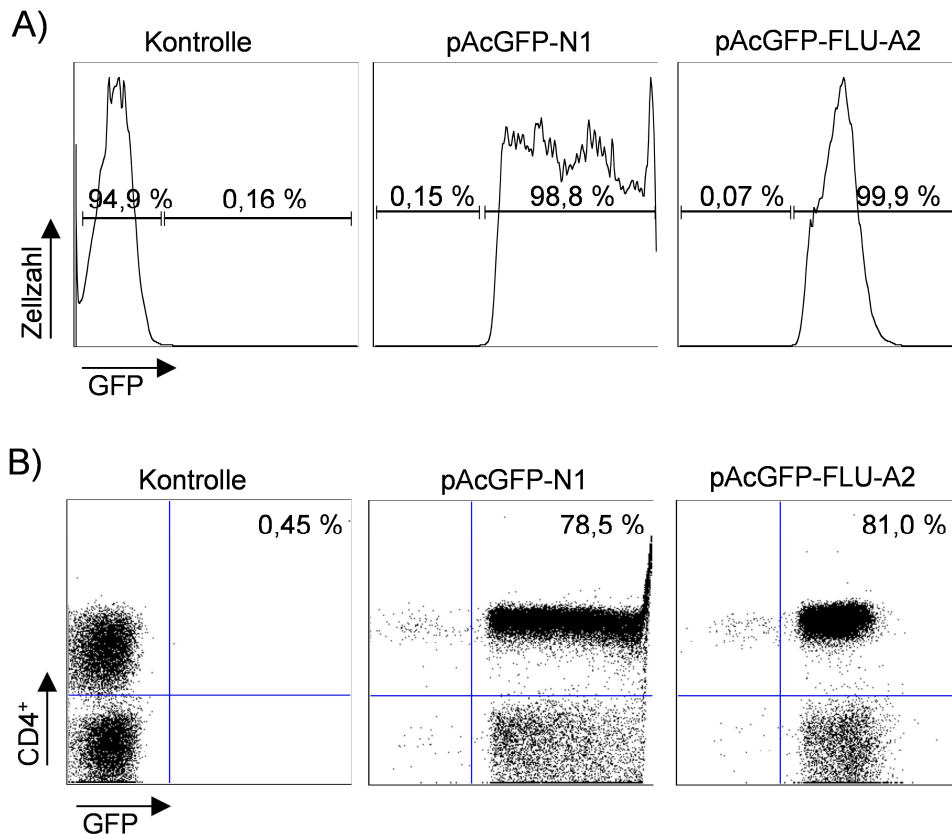 A)
Kontrolle
pAcGFP-N1
pAcGFP-FLU-A2
94,9 %
0,16 %
0,15 %
98,8 %
0,07 %
99,9 %
Zellzahl
GFP
B)
Kontrolle
pAcGFP-N1
pAcGFP-FLU-A2
0,45 %
78,5 %
81,0 %
CD4⁺
GFP